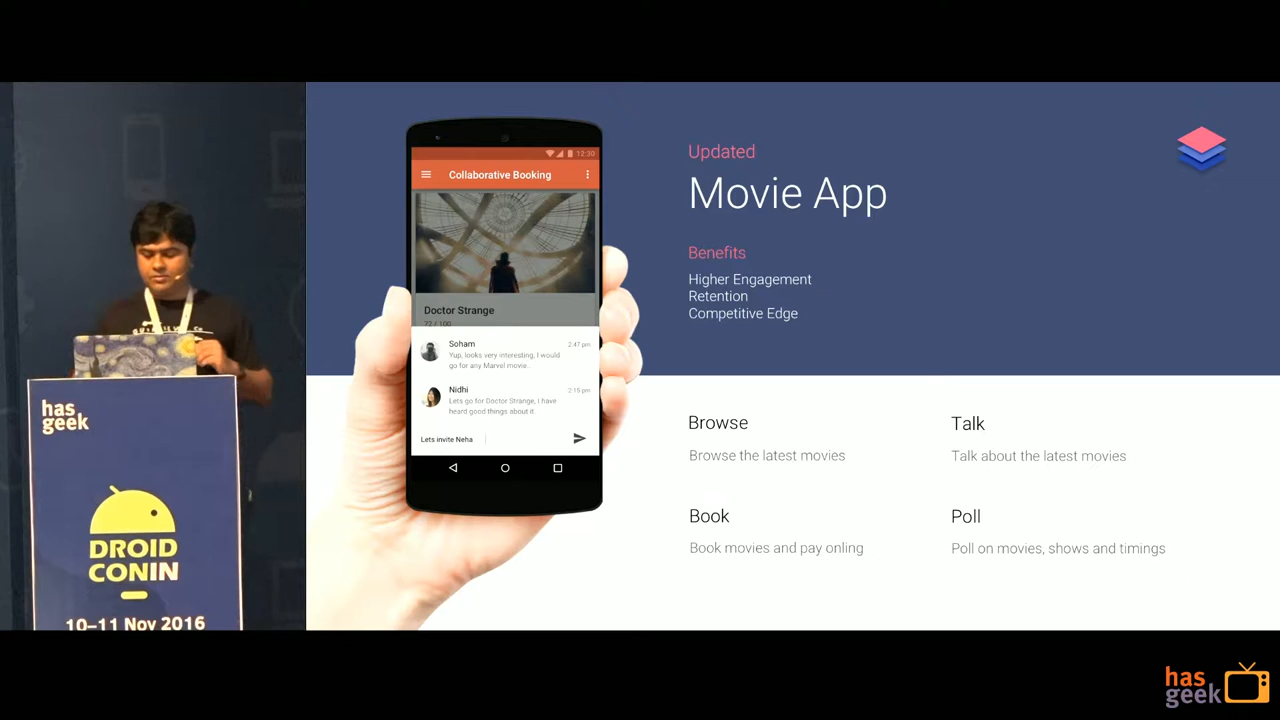 has
geek
DROID
CONIN
10–11 Nov 2016
12:30
Collaborative Booking
Doctor Strange
72 / 100
Soham
2:47 pm
Yup, looks very interesting, I would
go for any Marvel movie.
Nidhi
2:15 pm
Lets go for Doctor Strange, I have
heard good things about it
Lets invite Neha
Updated
Movie App
Benefits
Higher Engagement
Retention
Competitive Edge
Browse
Browse the latest movies
Talk
Talk about the latest movies
Book
Book movies and pay onling
Poll
Poll on movies, shows and timings
has
geek